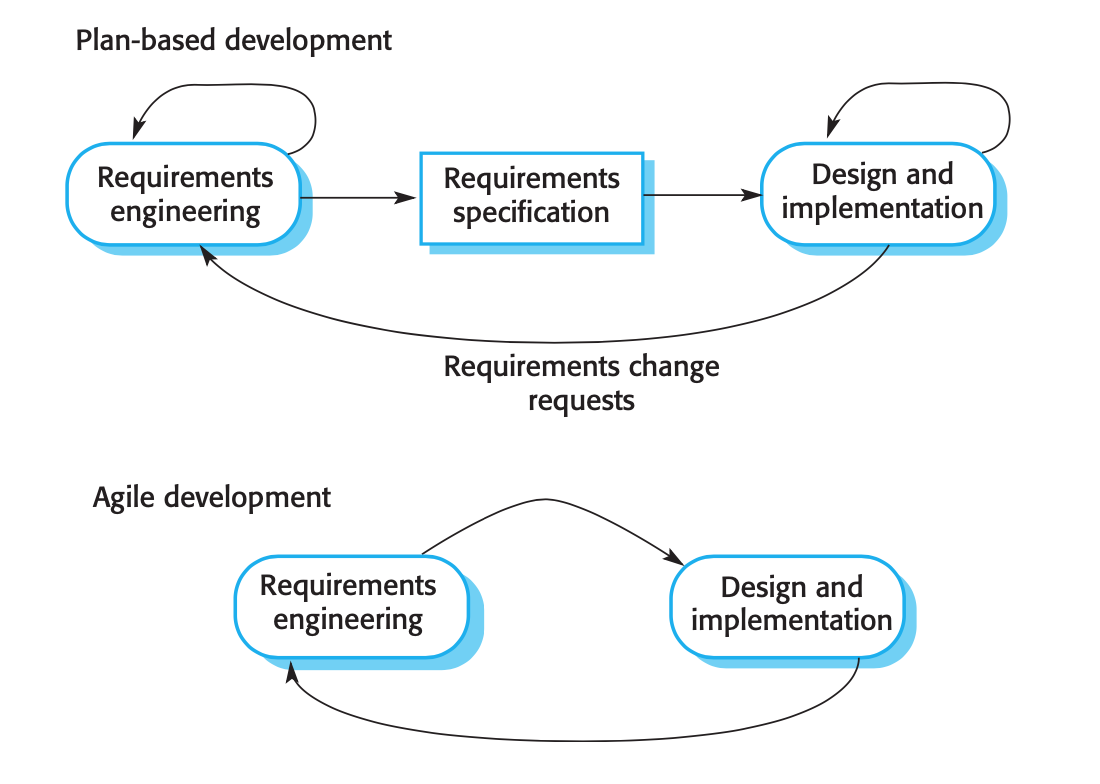 Plan-based development
Requirements
engineering
Requirements
specification
Design and
implementation
Requirements change
requests
Agile development
Requirements
engineering
Design and
implementation